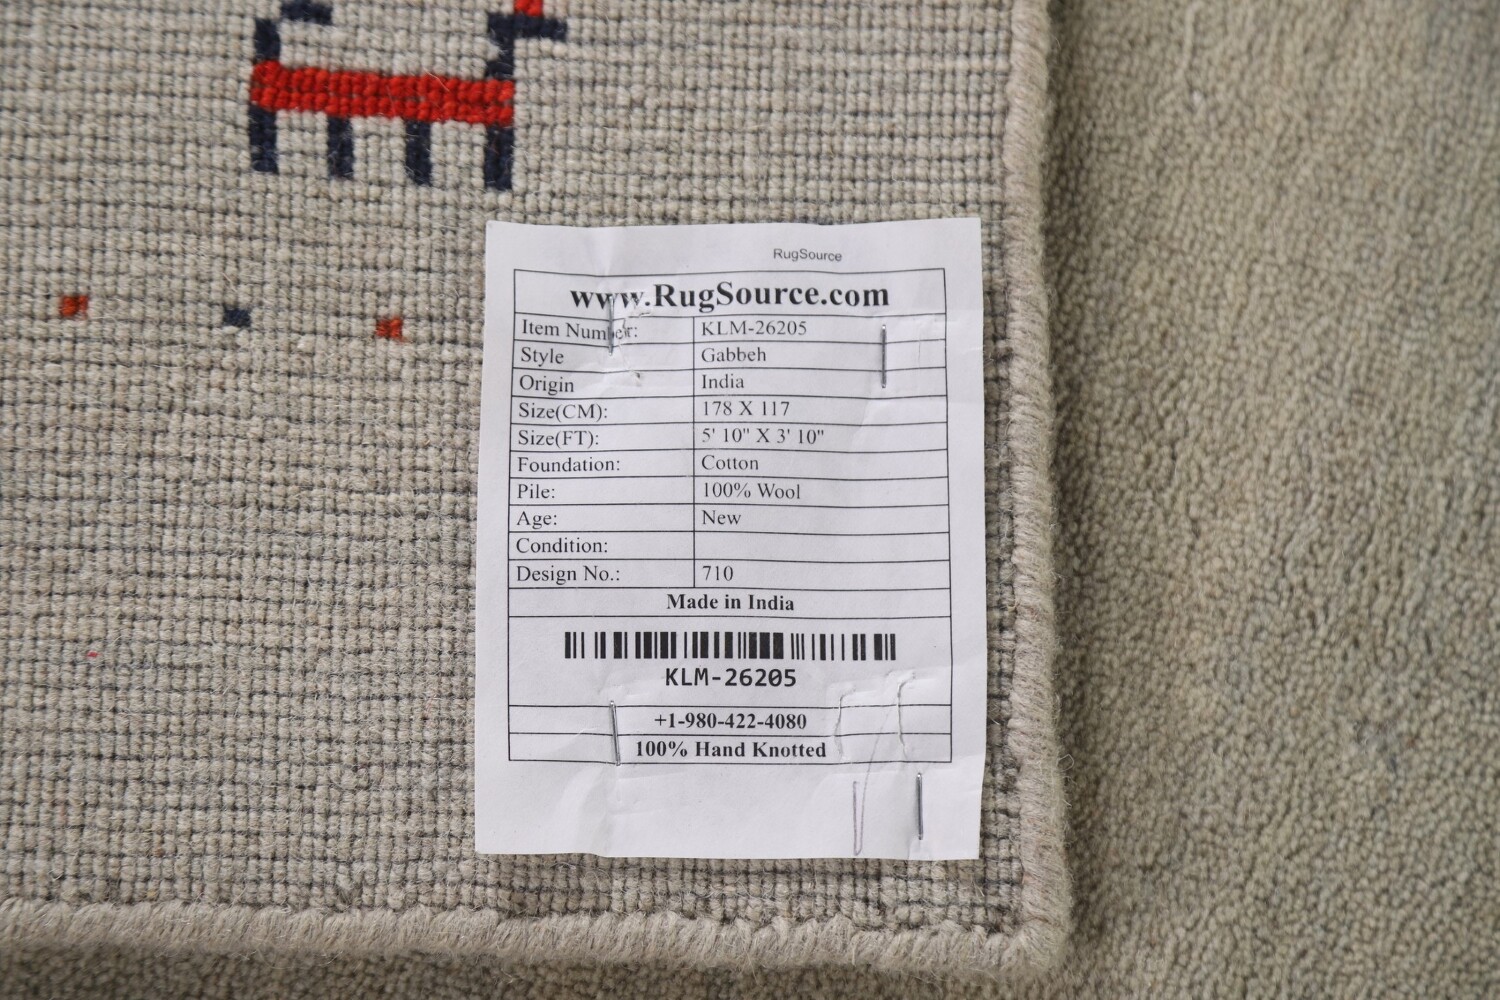 RugSource
www.RugSource.com
Item Number: KLM-26205
Style Gabbeh
Origin India
Size(CM): 178 X 117
Size(FT): 5' 10" X 3' 10"
Foundation: Cotton
Pile: 100% Wool
Age: New
Condition:
Design No.: 710
Made in India
KLM-26205
+1-980-422-4080
100% Hand Knotted